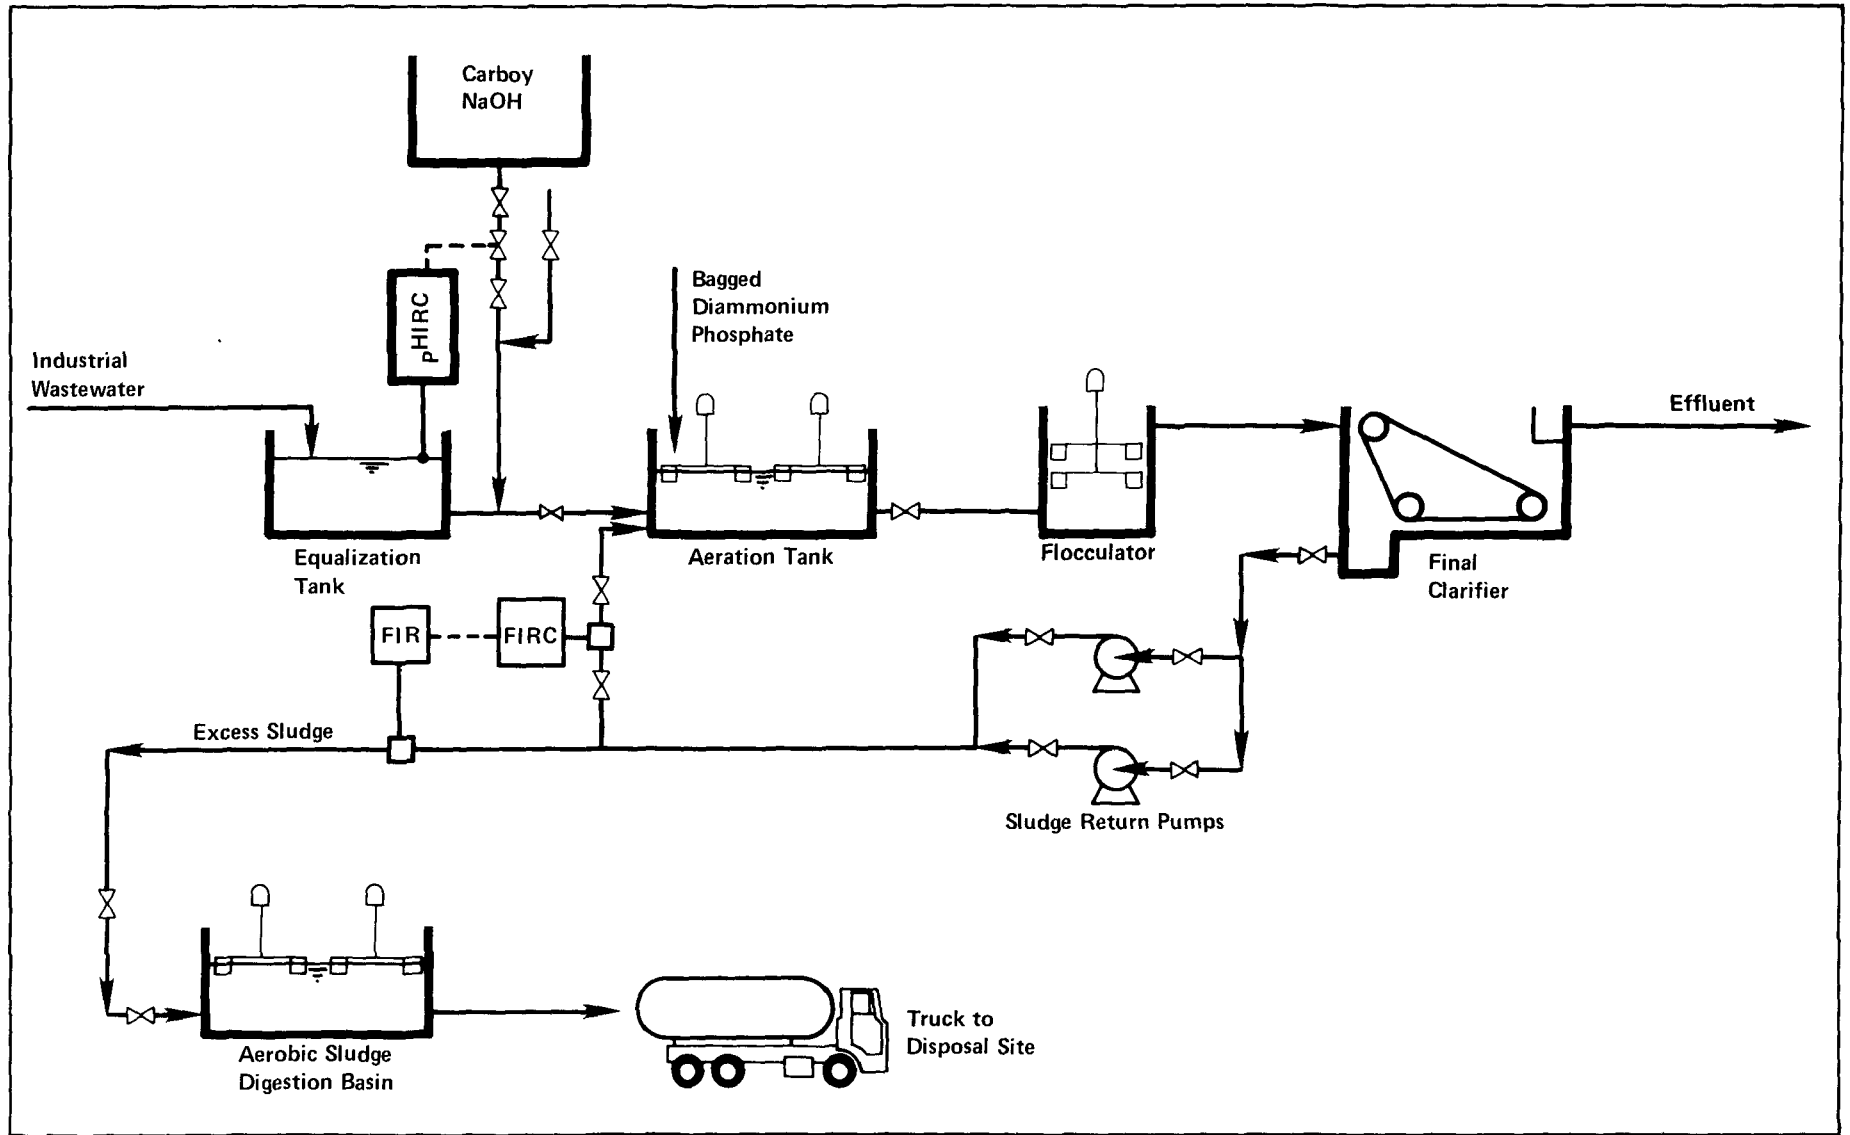 Carboy
NaOH
PHIRC
Bagged
Diammonium
Phosphate
Industrial
Wastewater
Effluent
Equalization
Tank
Aeration Tank
Flocculator
Final
Clarifier
FIR
FIRC
Excess Sludge
Sludge Return Pumps
Aerobic Sludge
Digestion Basin
Truck to
Disposal Site